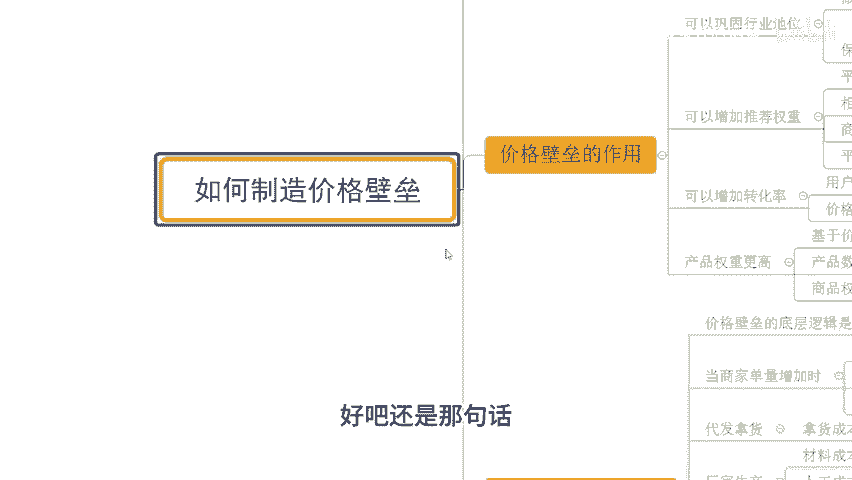 可以巩固行业地位
保
平
可以增加推荐权重
相
商
平
价格壁垒的作用
如何制造价格壁垒
用户
可以增加转化率
价格
基于价
产品权重更高
产品数
商品权
价格壁垒的底层逻辑是
当商家单量增加时
好吧还是那句话
代发拿货
拿货成本
材料成本